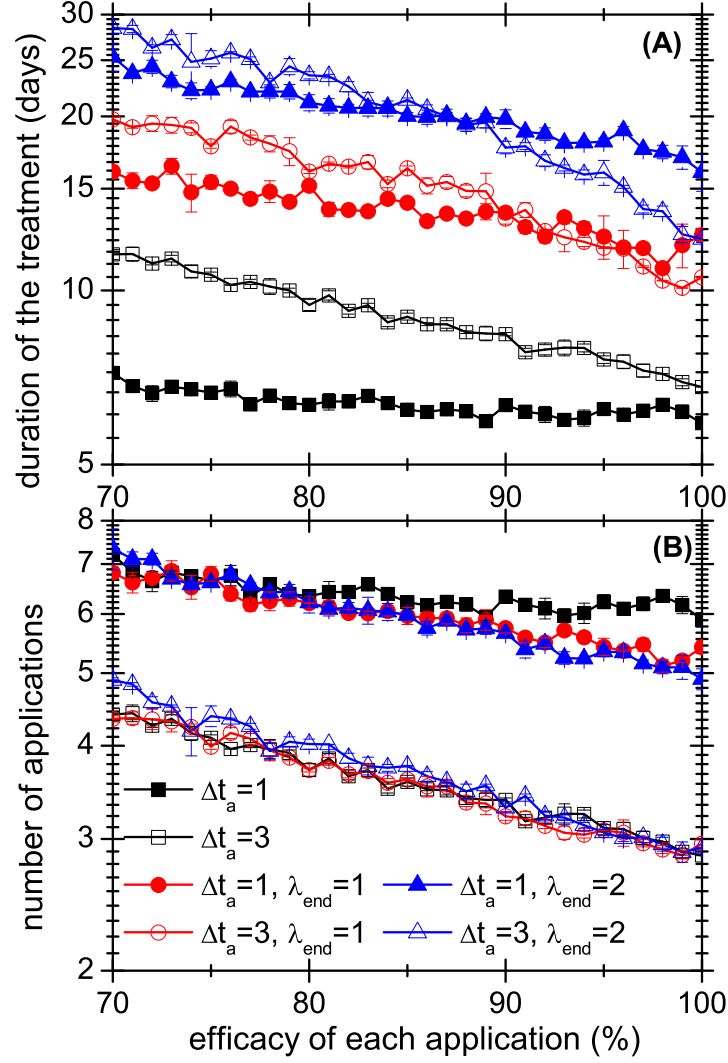 30
25
20
15
10
5
(A)
duration of the treatment (days)
70 80 90 100
8
7
6
5
4
3
2
(B)
number of applications
Δt_a=1
Δt_a=3
Δt_a=1, λ_end=1 Δt_a=1, λ_end=2
Δt_a=3, λ_end=1 Δt_a=3, λ_end=2
70 80 90 100
efficacy of each application (%)